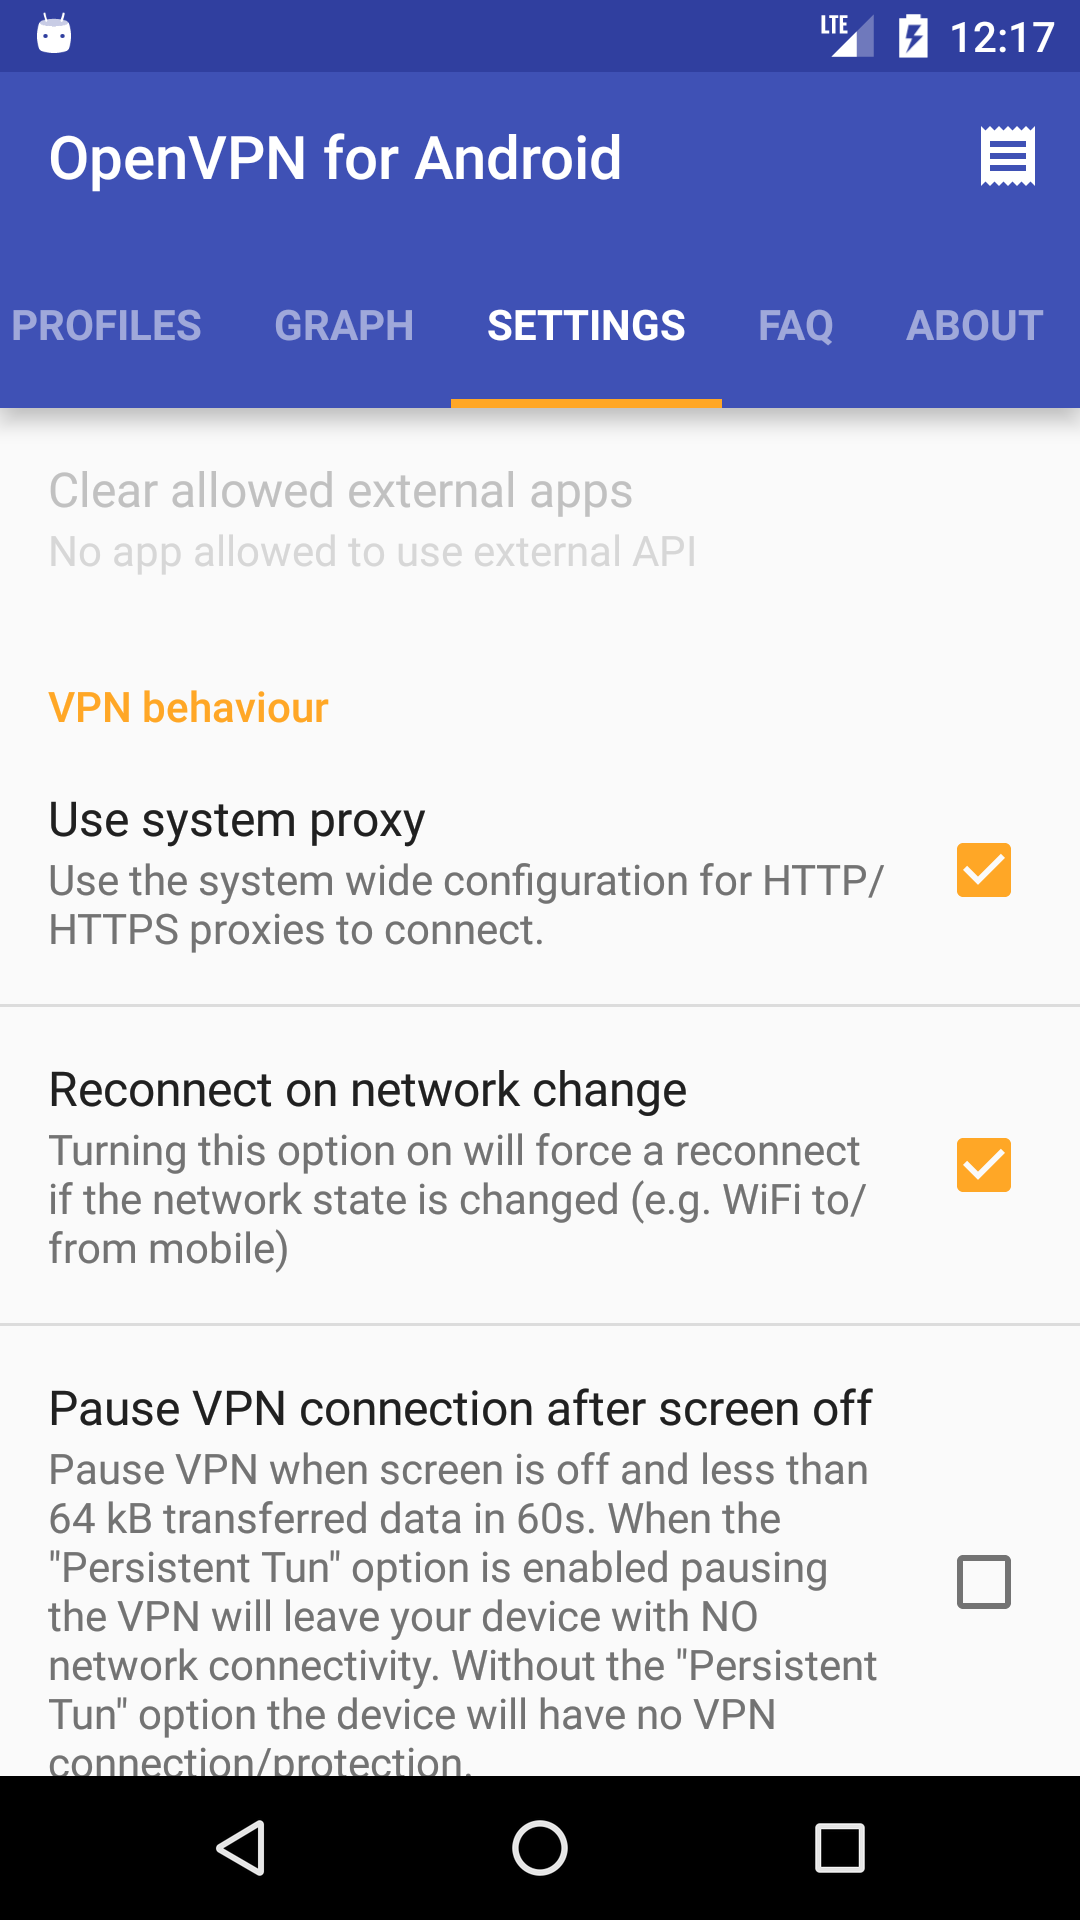 LTE 12:17
OpenVPN for Android
PROFILES GRAPH SETTINGS FAQ ABOUT
Clear allowed external apps
No app allowed to use external API
VPN behaviour
Use system proxy
Use the system wide configuration for HTTP/
HTTPS proxies to connect.
Reconnect on network change
Turning this option on will force a reconnect
if the network state is changed (e.g. WiFi to/
from mobile)
Pause VPN connection after screen off
Pause VPN when screen is off and less than
64 kB transferred data in 60s. When the
"Persistent Tun" option is enabled pausing
the VPN will leave your device with NO
network connectivity. Without the "Persistent
Tun" option the device will have no VPN
connection/protection.